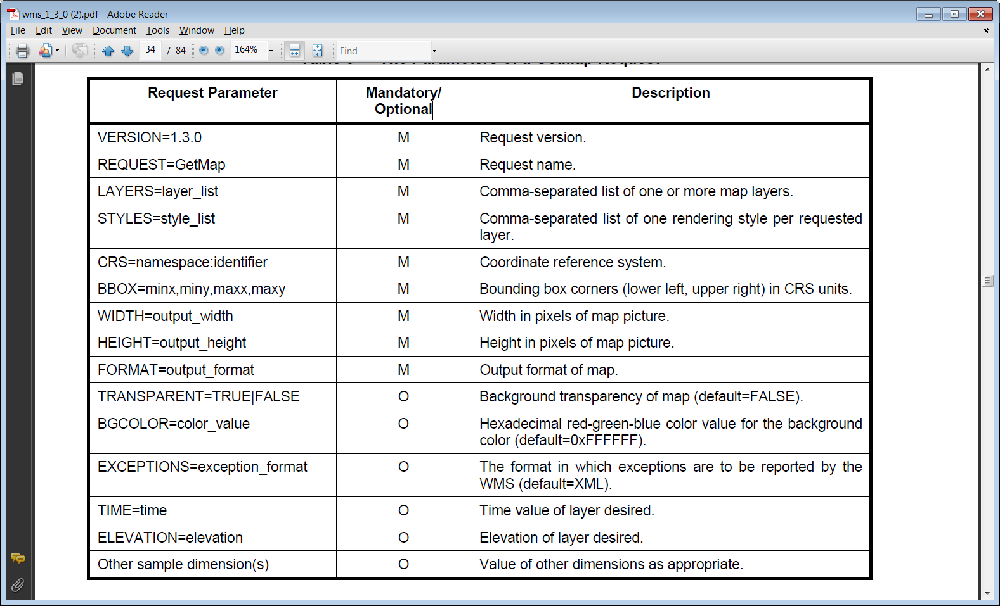 wms_1_3_0 (2).pdf - Adobe Reader
File Edit View Document Tools Window Help
34 / 84 164% Find
The Parameters of a GetMap Request
Request Parameter Mandatory/ Description
Optional
VERSION=1.3.0 M Request version.
REQUEST=GetMap M Request name.
LAYERS=layer_list M Comma-separated list of one or more map layers.
STYLES=style_list M Comma-separated list of one rendering style per requested
layer.
CRS=namespace:identifier M Coordinate reference system.
BBOX=minx,miny,maxx,maxy M Bounding box corners (lower left, upper right) in CRS units.
WIDTH=output_width M Width in pixels of map picture.
HEIGHT=output_height M Height in pixels of map picture.
FORMAT=output_format M Output format of map.
TRANSPARENT=TRUE|FALSE O Background transparency of map (default=FALSE).
BGCOLOR=color_value O Hexadecimal red-green-blue color value for the background
color (default=0xFFFFFF).
EXCEPTIONS=exception_format O The format in which exceptions are to be reported by the
WMS (default=XML).
TIME=time O Time value of layer desired.
ELEVATION=elevation O Elevation of layer desired.
Other sample dimension(s) O Value of other dimensions as appropriate.